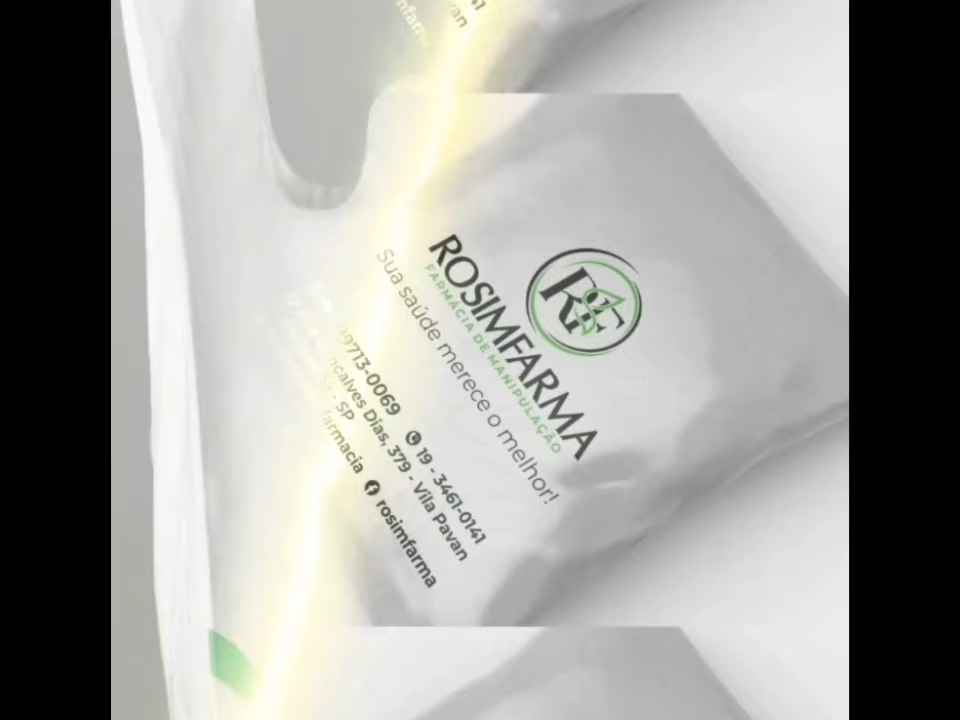 RF
ROSIMFARMA
FARMÁCIA DE MANIPULAÇÃO
Sua saúde merece o melhor!
9713-0069 19 - 3461-0141
calves Dias, 379 - Vila Pavan
- SP
farmacia rosimfarma